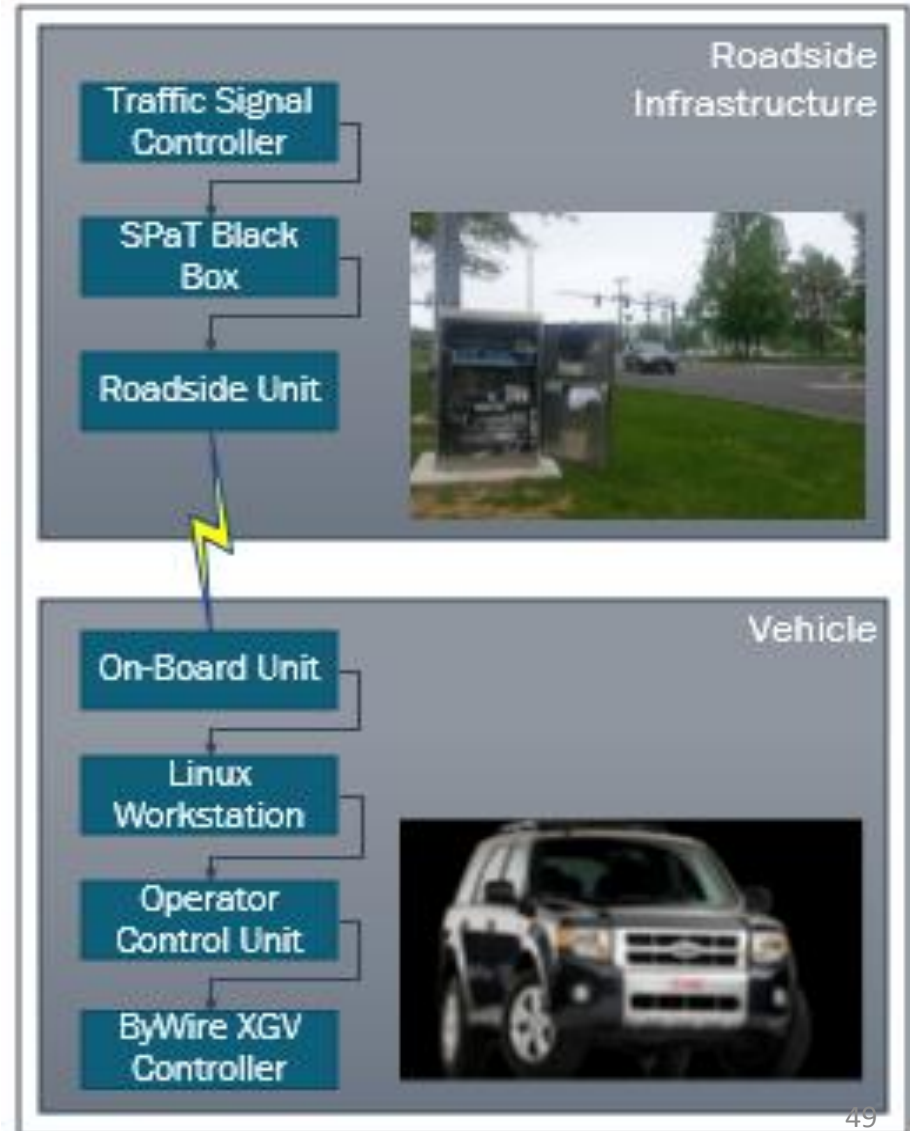 Roadside
Infrastructure
Traffic Signal
Controller
SPaT Black
Box
Roadside Unit
Vehicle
On-Board Unit
Linux
Workstation
Operator
Control Unit
ByWire XGV
Controller
49